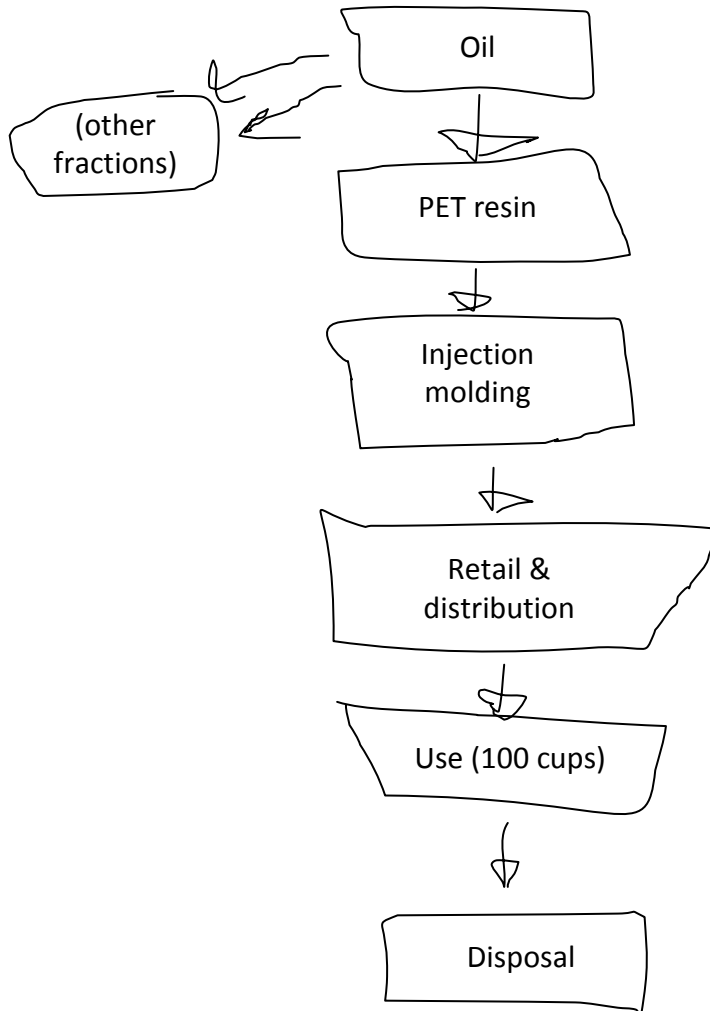 Oil
(other
fractions)
PET resin
Injection
molding
Retail &
distribution
Use (100 cups)
Disposal